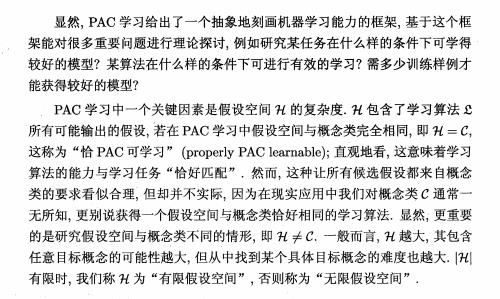 显然, PAC 学习给出了一个抽象地刻画机器学习能力的框架, 基于这个框
架能对很多重要问题进行理论探讨, 例如研究某任务在什么样的条件下可学得
较好的模型? 某算法在什么样的条件下可进行有效的学习? 需多少训练样例才
能获得较好的模型?
PAC 学习中一个关键因素是假设空间 ℋ 的复杂度. ℋ 包含了学习算法 𝔏
所有可能输出的假设, 若在 PAC 学习中假设空间与概念类完全相同, 即 ℋ = 𝒞,
这称为“恰 PAC 可学习” (properly PAC learnable); 直观地看, 这意味着学习
算法的能力与学习任务“恰好匹配”. 然而, 这种让所有候选假设都来自概念
类的要求看似合理, 但却并不实际, 因为在现实应用中我们对概念类 𝒞 通常一
无所知, 更别说获得一个假设空间与概念类恰好相同的学习算法. 显然, 更重要
的是研究假设空间与概念类不同的情形, 即 ℋ ≠ 𝒞. 一般而言, ℋ 越大, 其包含
任意目标概念的可能性越大, 但从中找到某个具体目标概念的难度也越大. |ℋ|
有限时, 我们称 ℋ 为“有限假设空间”, 否则称为“无限假设空间”.